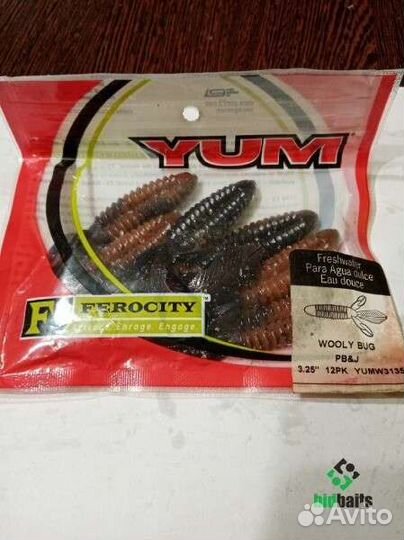 YUM
FEROCITY
Enrage Engage
Freshwater
Para Agua dulce
Eau douce
WOOLY BUG
PB&J
3.25" 12PK YUMW3135
bidbaits
Avito